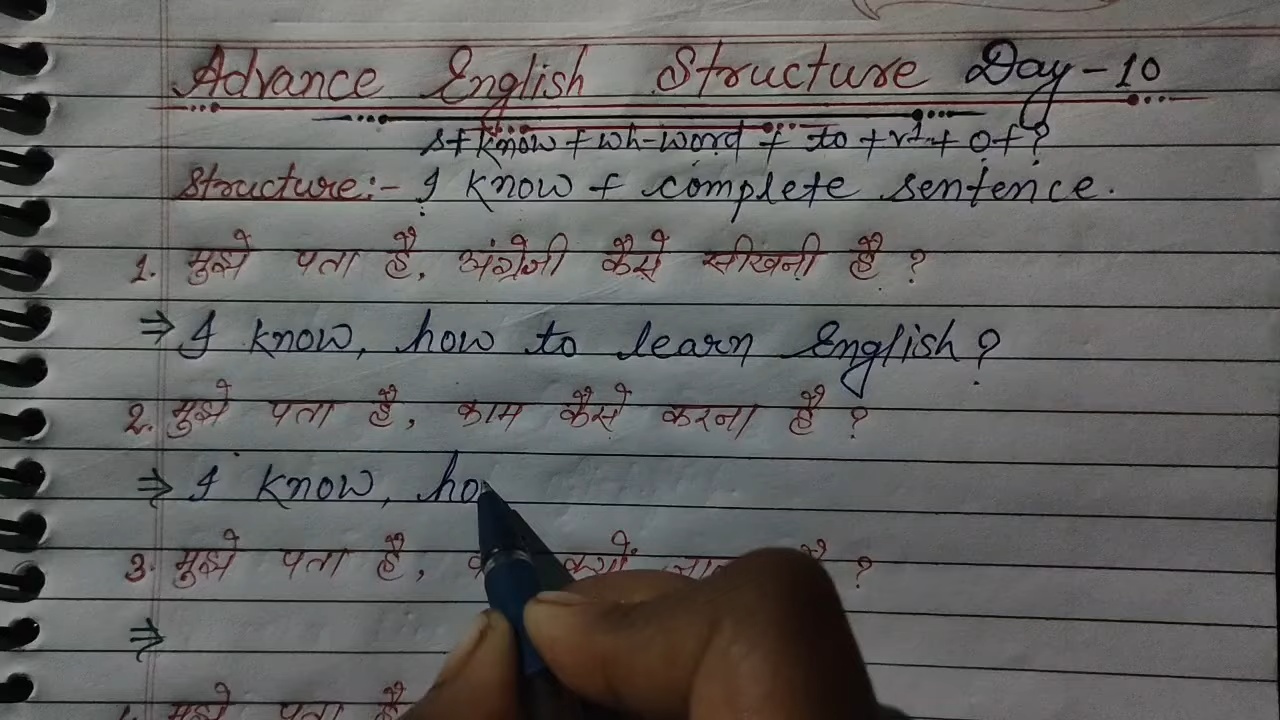 Advance English Structure Day-10
s+know+wh-word+to+v¹+O+?
Structure:- I know + complete sentence.
1. मुझे पता है, अंग्रेजी कैसे सीखनी है ?
⇒ I know, how to learn English?
2. मुझे पता है, काम कैसे करना है ?
⇒ I know, ho
3. मुझे पता है, ?
⇒
मुझे पता है